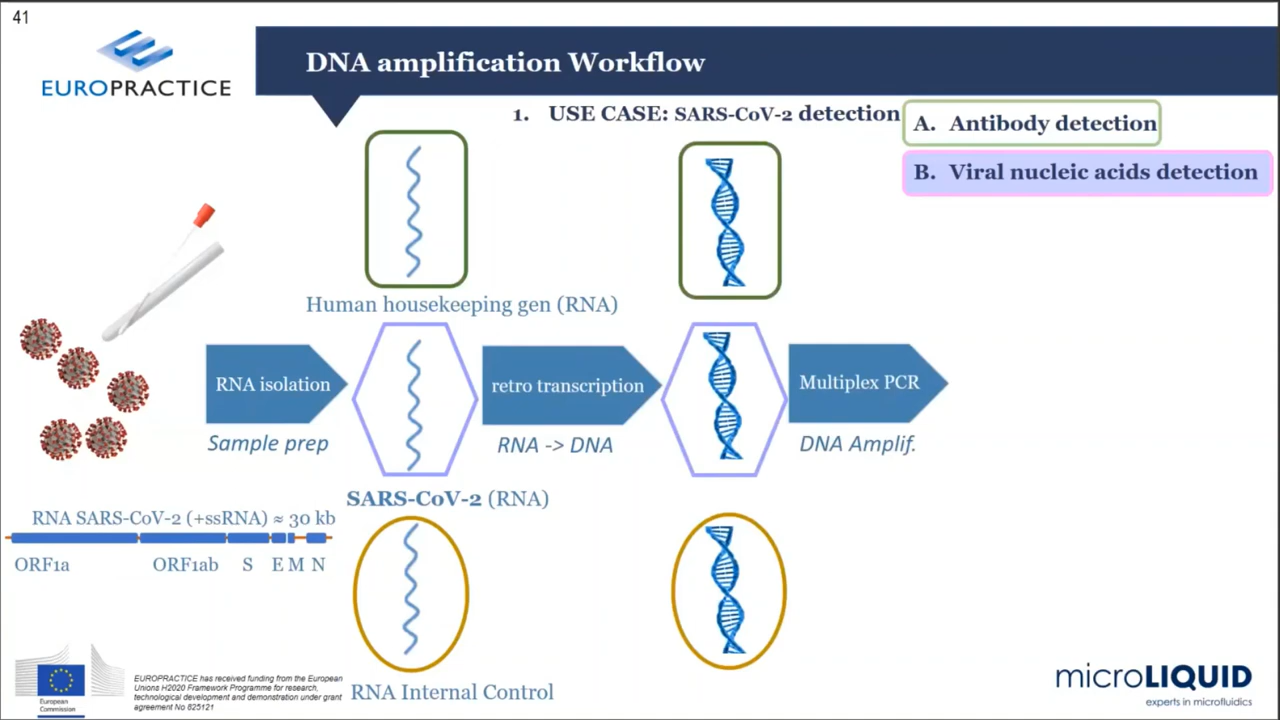 41
EUROPRACTICE
DNA amplification Workflow
1. USE CASE: SARS-CoV-2 detection
A. Antibody detection
B. Viral nucleic acids detection
Human housekeeping gen (RNA)
RNA isolation
retro transcription
Multiplex PCR
Sample prep
RNA -> DNA
DNA Amplif.
SARS-CoV-2 (RNA)
RNA SARS-CoV-2 (+ssRNA) ≈ 30 kb
ORF1a ORF1ab S E M N
RNA Internal Control
European
Commission
EUROPRACTICE has received funding from the European
Unions H2020 Framework Programme for research,
technological development and demonstration under grant
agreement No 825121
microLIQUID
experts in microfluidics